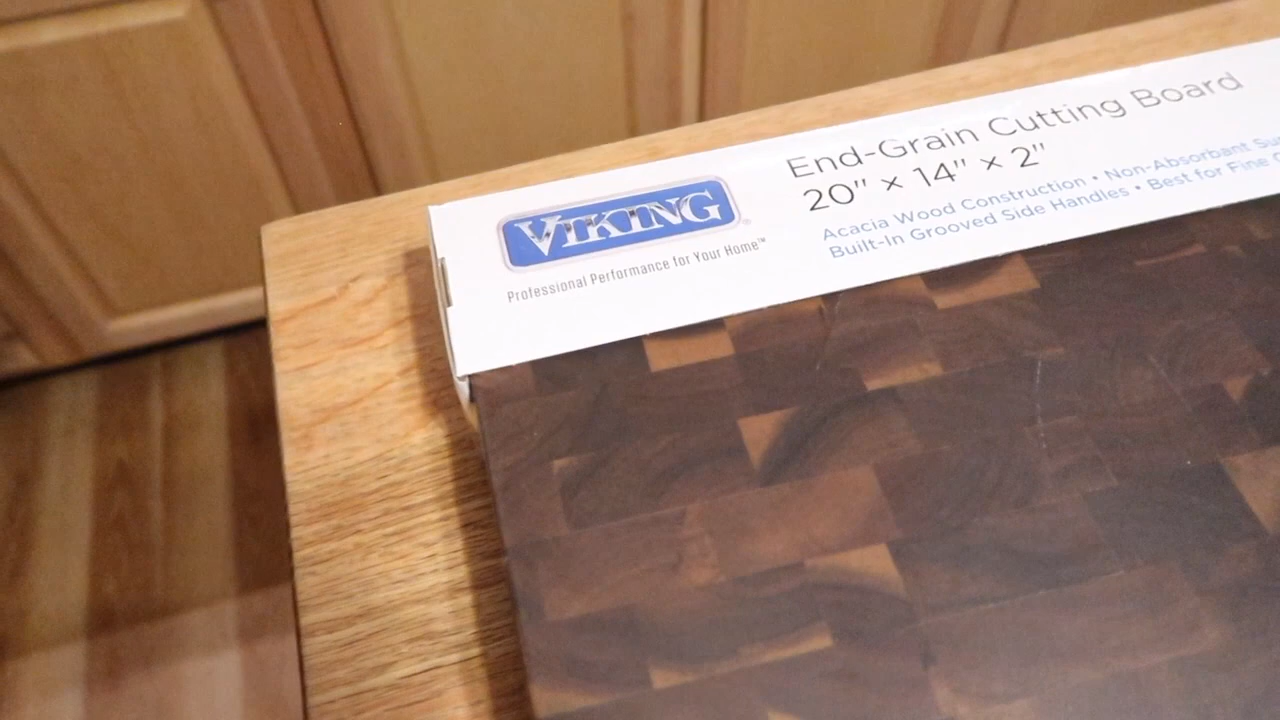 VIKING®
Professional Performance for Your Home™
End-Grain Cutting Board
20" × 14" × 2"
Acacia Wood Construction • Non-Absorbant
Built-In Grooved Side Handles • Best for Fine